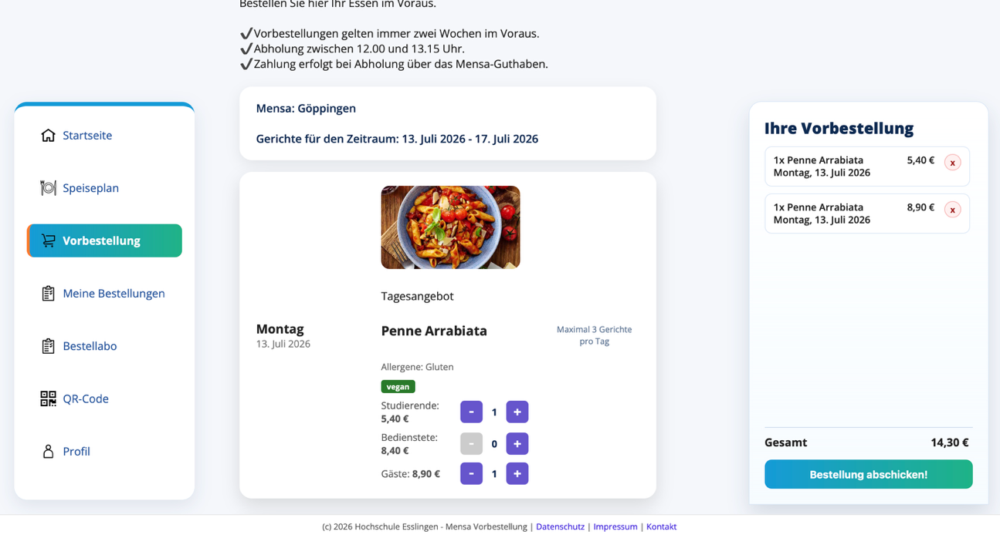 Bestellen Sie hier Ihr Essen im Voraus.
✔Vorbestellungen gelten immer zwei Wochen im Voraus.
✔Abholung zwischen 12.00 und 13.15 Uhr.
✔Zahlung erfolgt bei Abholung über das Mensa-Guthaben.
Startseite
Speiseplan
Vorbestellung
Meine Bestellungen
Bestellabo
QR-Code
Profil
Mensa: Göppingen
Gerichte für den Zeitraum: 13. Juli 2026 - 17. Juli 2026
Tagesangebot
Montag
13. Juli 2026
Penne Arrabiata
Maximal 3 Gerichte
pro Tag
Allergene: Gluten
vegan
Studierende:
5,40 €
- 1 +
Bedienstete:
8,40 €
- 0 +
Gäste: 8,90 € - 1 +
Ihre Vorbestellung
1x Penne Arrabiata 5,40 € x
Montag, 13. Juli 2026
1x Penne Arrabiata 8,90 € x
Montag, 13. Juli 2026
Gesamt 14,30 €
Bestellung abschicken!
(c) 2026 Hochschule Esslingen - Mensa Vorbestellung | Datenschutz | Impressum | Kontakt